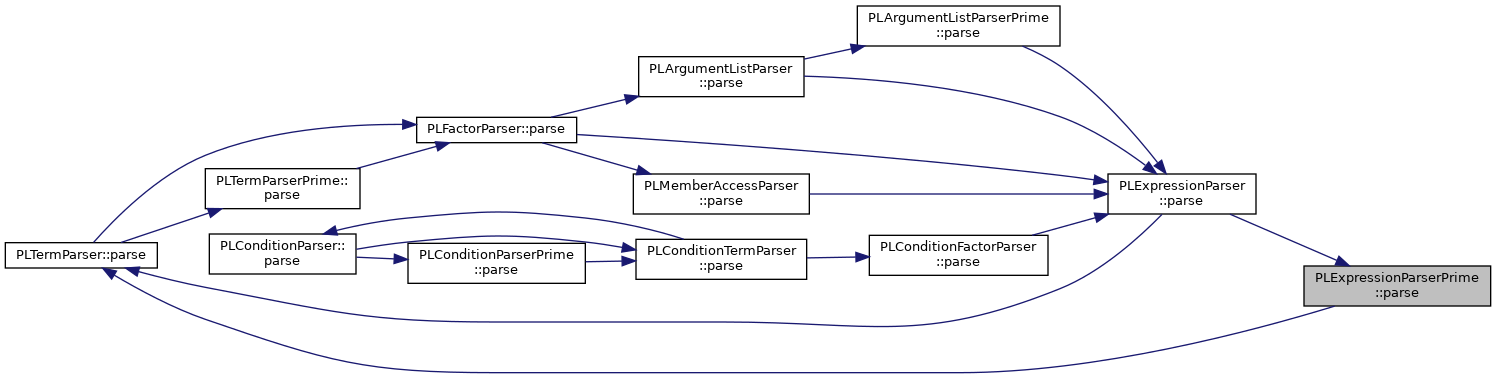 PLArgumentListParserPrime
::parse
PLArgumentListParser
::parse
PLFactorParser::parse
PLTermParserPrime::
parse
PLMemberAccessParser
::parse
PLExpressionParser
::parse
PLTermParser::parse
PLConditionParser::
parse
PLConditionParserPrime
::parse
PLConditionTermParser
::parse
PLConditionFactorParser
::parse
PLExpressionParserPrime
::parse